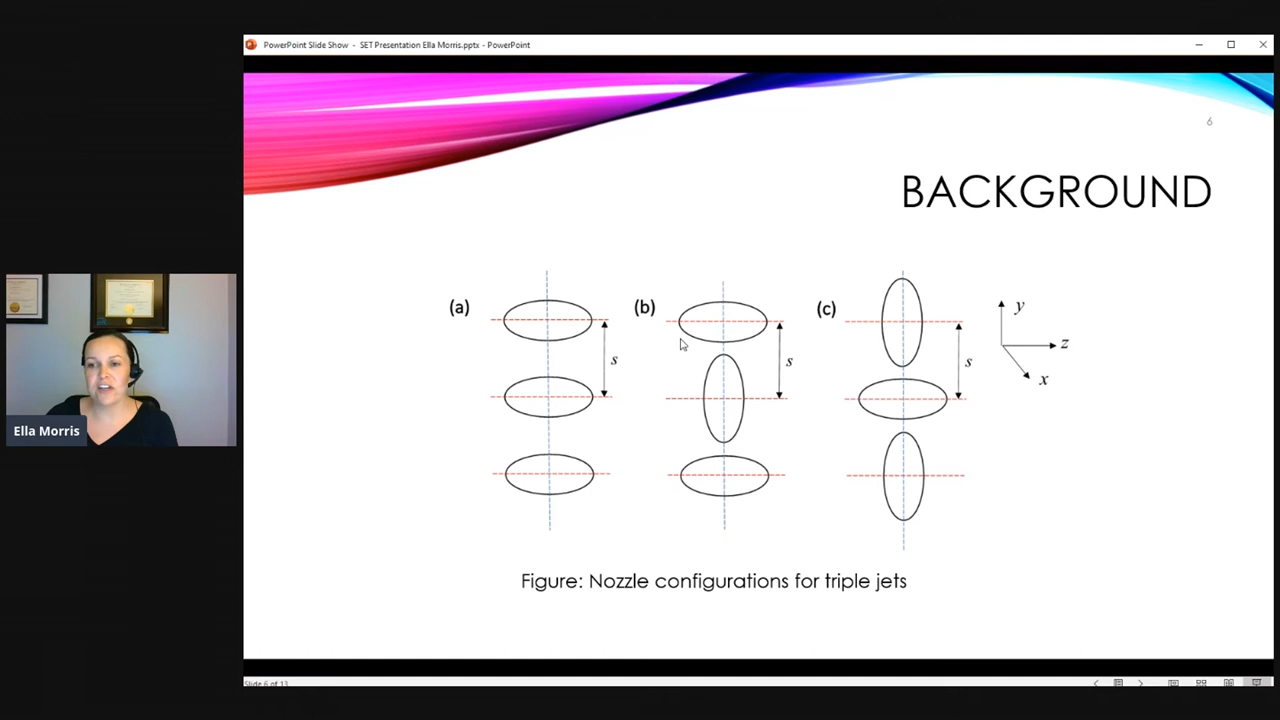 PowerPoint Slide Show - SET Presentation Ella Morris.pptx - PowerPoint
6
BACKGROUND
(a)
(b)
(c)
s
s
s
y
z
x
Figure: Nozzle configurations for triple jets
Ella Morris
Slide 6 of 13